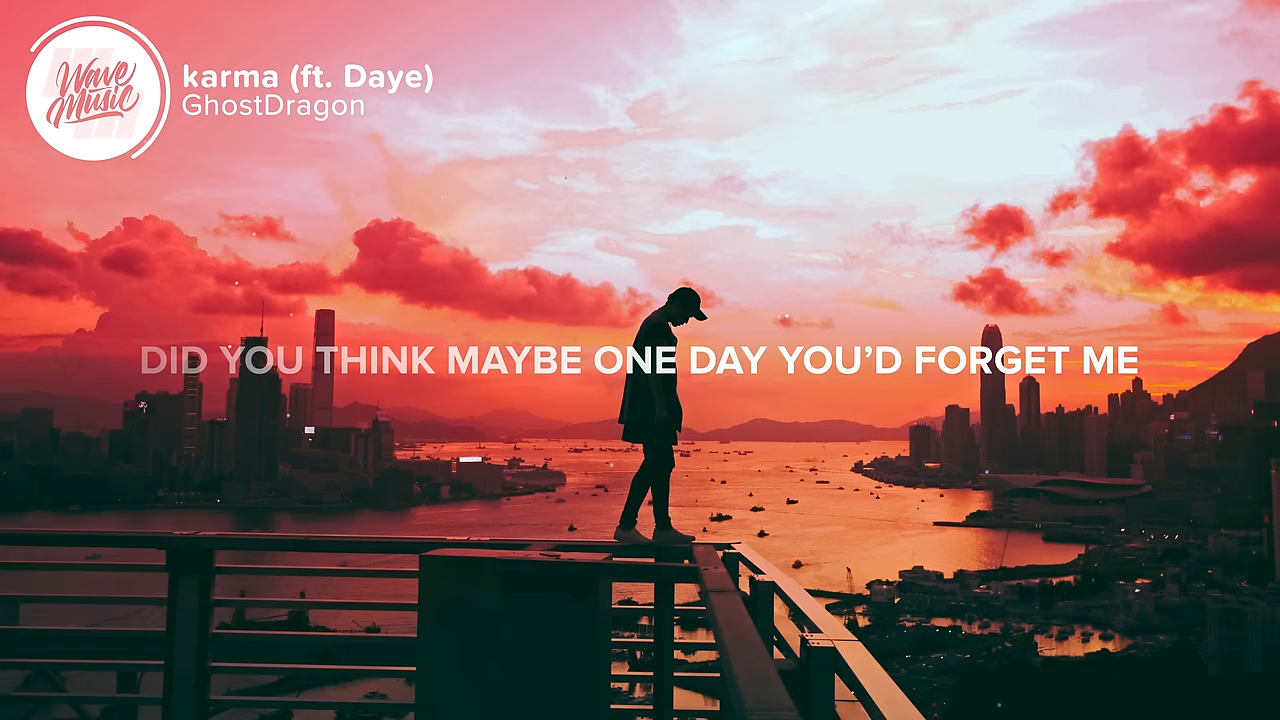 Wave
Music
karma (ft. Daye)
GhostDragon
DID YOU THINK MAYBE ONE DAY YOU’D FORGET ME